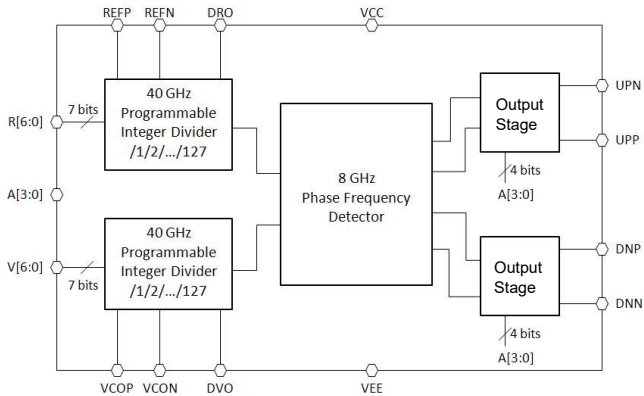 REFP REFN DRO VCC
R[6:0]
7 bits
40 GHz
Programmable
Integer Divider
/1/2/.../127
Output
Stage
UPN
UPP
4 bits
A[3:0]
A[3:0]
8 GHz
Phase Frequency
Detector
V[6:0]
7 bits
40 GHz
Programmable
Integer Divider
/1/2/.../127
Output
Stage
DNP
DNN
4 bits
A[3:0]
VCOP VCON DVO VEE